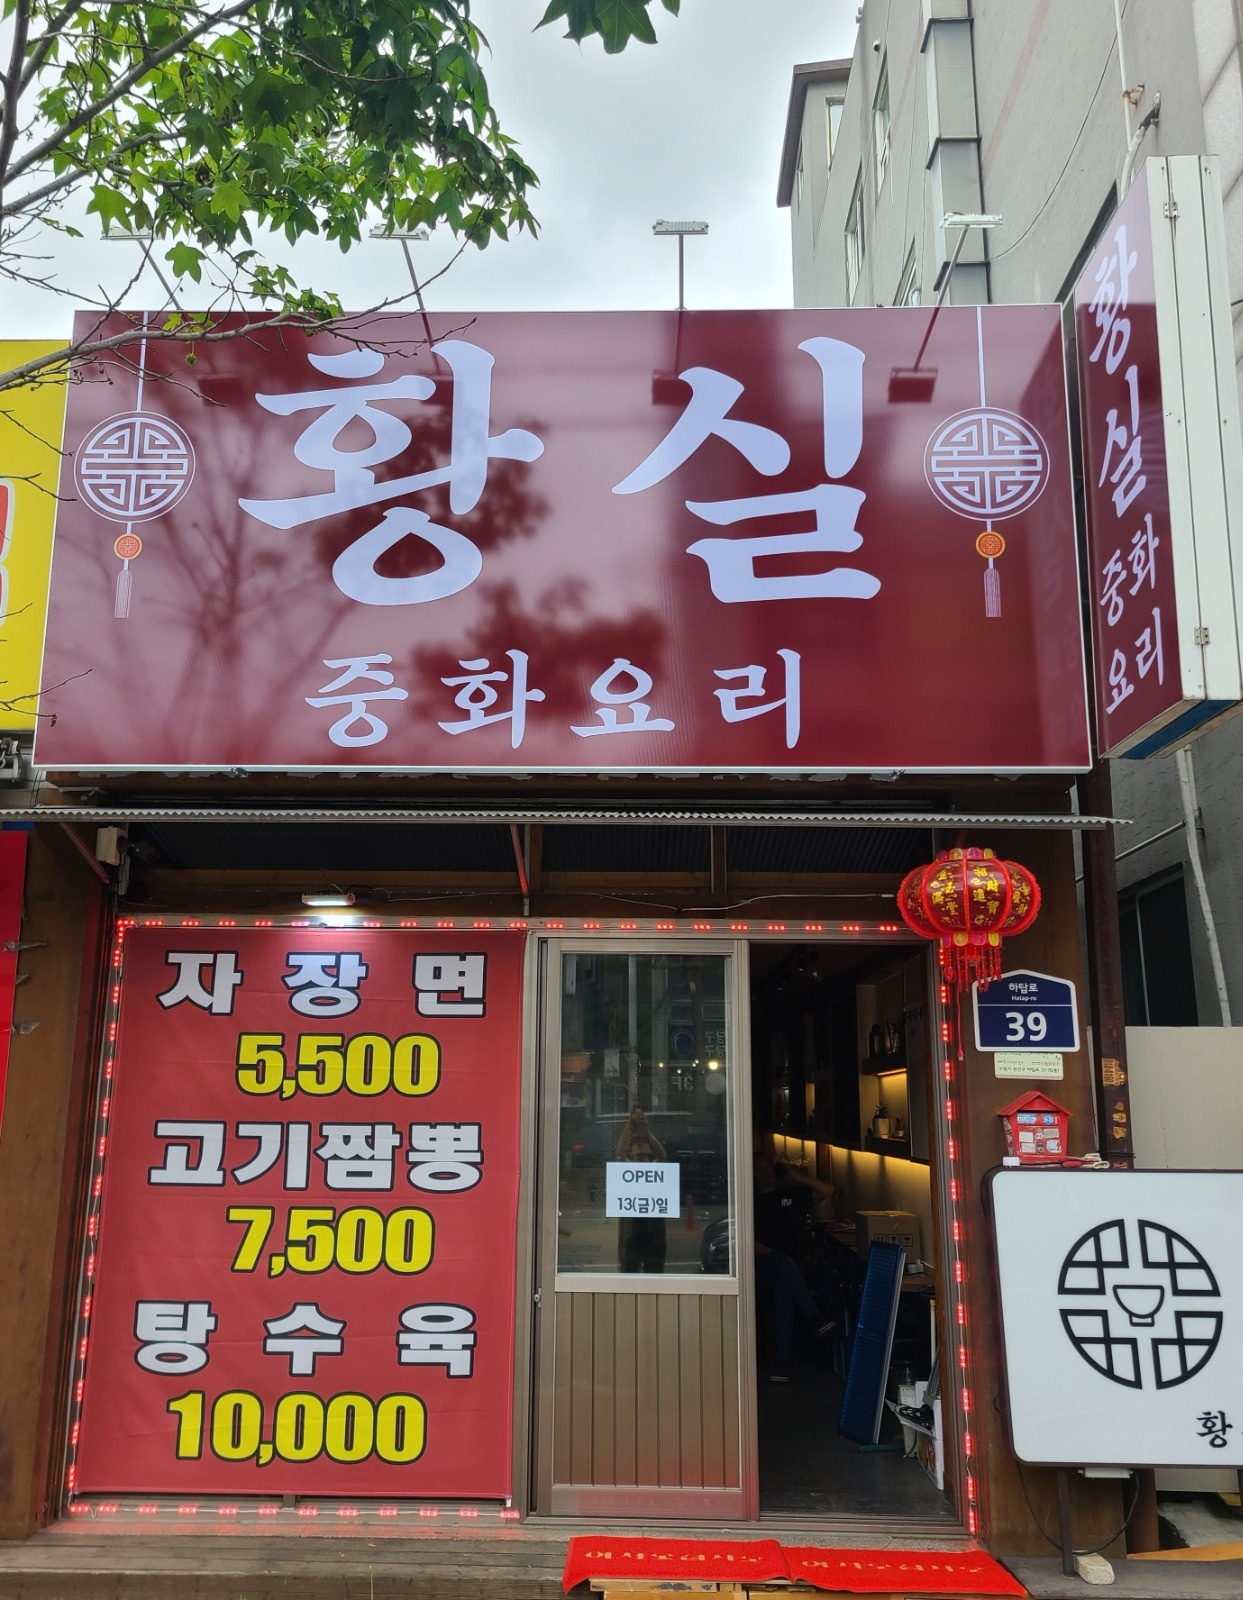 황실
중화요리
황실
중화
요리
자장면
5,500
고기짬뽕
7,500
탕수육
10,000
OPEN
13(금)일
하탑로
Hatap-ro
39
황